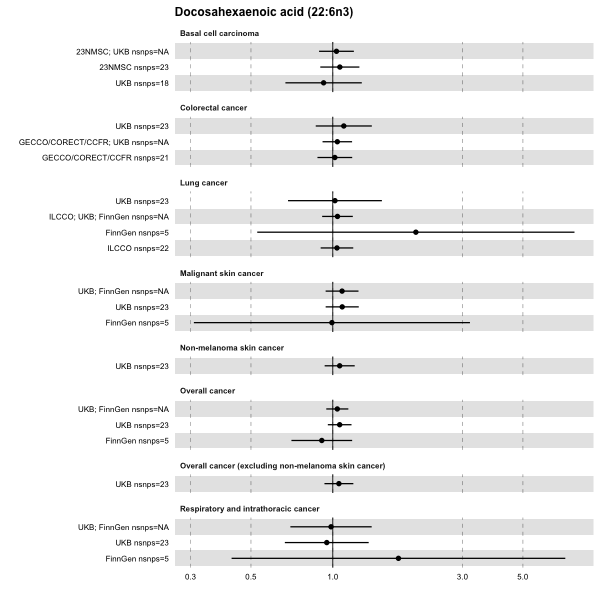 Docosahexaenoic acid (22:6n3)
Basal cell carcinoma
23NMSC; UKB nsnps=NA
23NMSC nsnps=23
UKB nsnps=18
Colorectal cancer
UKB nsnps=23
GECCO/CORECT/CCFR; UKB nsnps=NA
GECCO/CORECT/CCFR nsnps=21
Lung cancer
UKB nsnps=23
ILCCO; UKB; FinnGen nsnps=NA
FinnGen nsnps=5
ILCCO nsnps=22
Malignant skin cancer
UKB; FinnGen nsnps=NA
UKB nsnps=23
FinnGen nsnps=5
Non-melanoma skin cancer
UKB nsnps=23
Overall cancer
UKB; FinnGen nsnps=NA
UKB nsnps=23
FinnGen nsnps=5
Overall cancer (excluding non-melanoma skin cancer)
UKB nsnps=23
Respiratory and intrathoracic cancer
UKB; FinnGen nsnps=NA
UKB nsnps=23
FinnGen nsnps=5
0.3 0.5 1.0 3.0 5.0